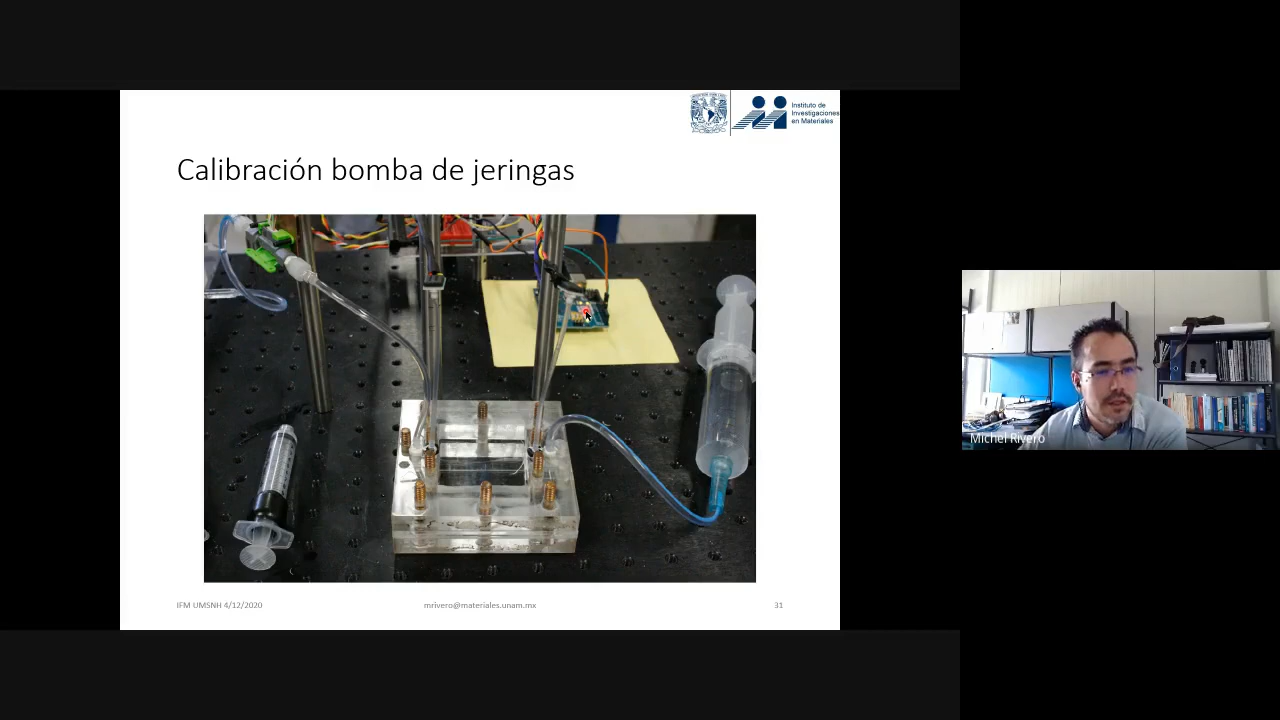 Instituto de
Investigaciones
en Materiales
Calibración bomba de jeringas
IFM UMSNH 4/12/2020
mrivero@materiales.unam.mx
31
Michel Rivero